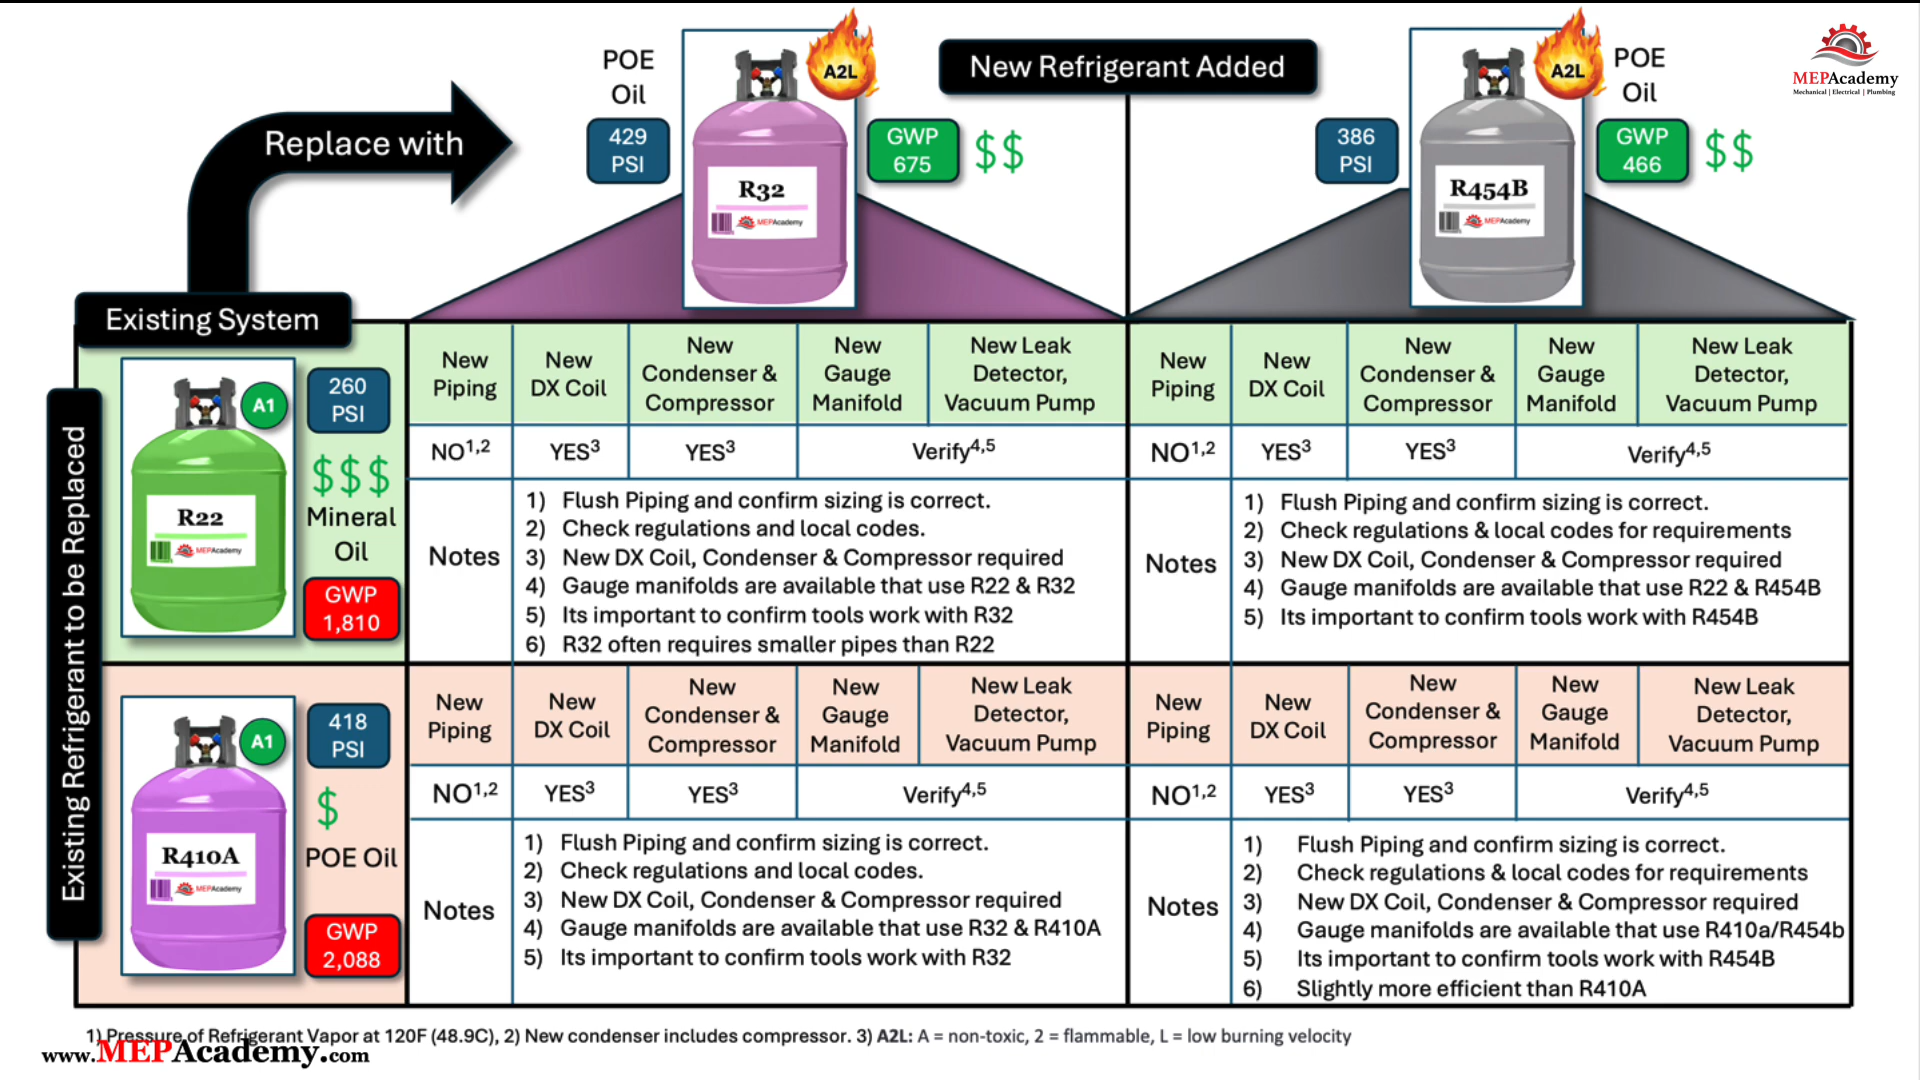 POE
Oil
429
PSI
A2L
R32
MEPAcademy
GWP
675
$$
New Refrigerant Added
386
PSI
A2L
R454B
MEPAcademy
POE
Oil
GWP
466
$$
MEPAcademy
Mechanical | Electrical | Plumbing
Replace with
Existing System
Existing Refrigerant to be Replaced
A1
R22
MEPAcademy
260
PSI
$$$
Mineral
Oil
GWP
1,810
New
Piping
New
DX Coil
New
Condenser &
Compressor
New
Gauge
Manifold
New Leak
Detector,
Vacuum Pump
NO1,2
YES3
YES3
Verify4,5
Notes
1) Flush Piping and confirm sizing is correct.
2) Check regulations and local codes.
3) New DX Coil, Condenser & Compressor required
4) Gauge manifolds are available that use R22 & R32
5) Its important to confirm tools work with R32
6) R32 often requires smaller pipes than R22
New
Piping
New
DX Coil
New
Condenser &
Compressor
New
Gauge
Manifold
New Leak
Detector,
Vacuum Pump
NO1,2
YES3
YES3
Verify4,5
Notes
1) Flush Piping and confirm sizing is correct.
2) Check regulations & local codes for requirements
3) New DX Coil, Condenser & Compressor required
4) Gauge manifolds are available that use R22 & R454B
5) Its important to confirm tools work with R454B
A1
R410A
MEPAcademy
418
PSI
$
POE Oil
GWP
2,088
New
Piping
New
DX Coil
New
Condenser &
Compressor
New
Gauge
Manifold
New Leak
Detector,
Vacuum Pump
NO1,2
YES3
YES3
Verify4,5
Notes
1) Flush Piping and confirm sizing is correct.
2) Check regulations and local codes.
3) New DX Coil, Condenser & Compressor required
4) Gauge manifolds are available that use R32 & R410A
5) Its important to confirm tools work with R32
New
Piping
New
DX Coil
New
Condenser &
Compressor
New
Gauge
Manifold
New Leak
Detector,
Vacuum Pump
NO1,2
YES3
YES3
Verify4,5
Notes
1) Flush Piping and confirm sizing is correct.
2) Check regulations & local codes for requirements
3) New DX Coil, Condenser & Compressor required
4) Gauge manifolds are available that use R410a/R454b
5) Its important to confirm tools work with R454B
6) Slightly more efficient than R410A
1) Pressure of Refrigerant Vapor at 120F (48.9C), 2) New condenser includes compressor. 3) A2L: A = non-toxic, 2 = flammable, L = low burning velocity
www.MEPAcademy.com